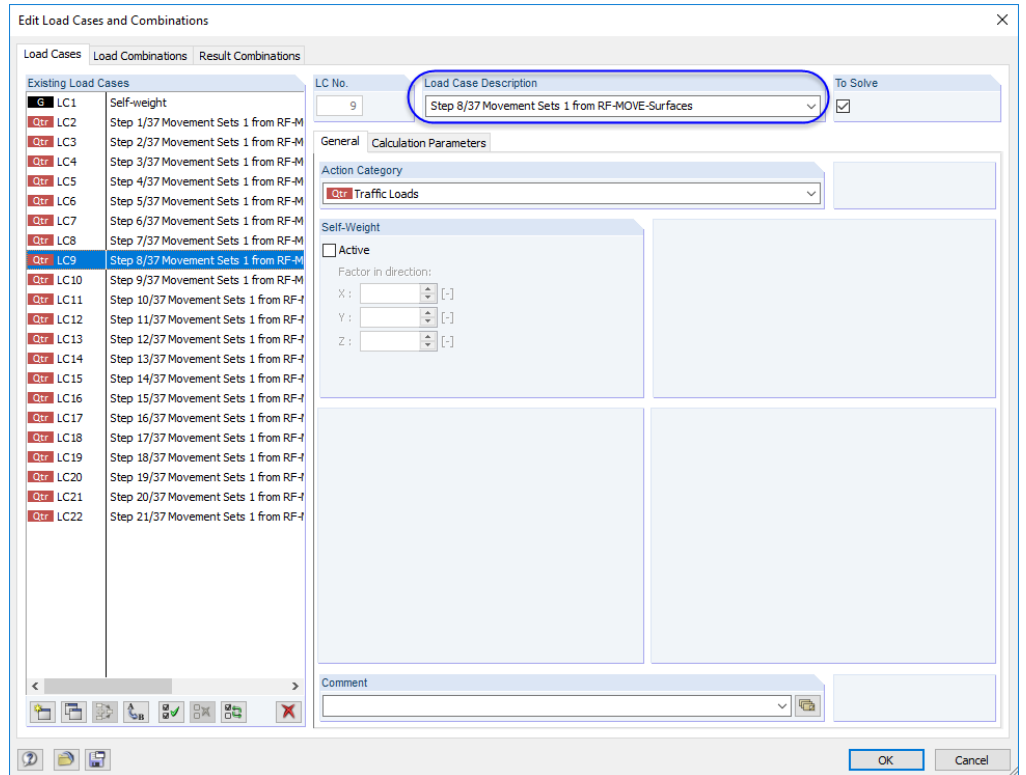 Edit Load Cases and Combinations
Load Cases Load Combinations Result Combinations
Existing Load Cases
G LC1 Self-weight
Qtr LC2 Step 1/37 Movement Sets 1 from RF-M
Qtr LC3 Step 2/37 Movement Sets 1 from RF-M
Qtr LC4 Step 3/37 Movement Sets 1 from RF-M
Qtr LC5 Step 4/37 Movement Sets 1 from RF-M
Qtr LC6 Step 5/37 Movement Sets 1 from RF-M
Qtr LC7 Step 6/37 Movement Sets 1 from RF-M
Qtr LC8 Step 7/37 Movement Sets 1 from RF-M
Qtr LC9 Step 8/37 Movement Sets 1 from RF-M
Qtr LC10 Step 9/37 Movement Sets 1 from RF-M
Qtr LC11 Step 10/37 Movement Sets 1 from RF-
Qtr LC12 Step 11/37 Movement Sets 1 from RF-
Qtr LC13 Step 12/37 Movement Sets 1 from RF-
Qtr LC14 Step 13/37 Movement Sets 1 from RF-
Qtr LC15 Step 14/37 Movement Sets 1 from RF-
Qtr LC16 Step 15/37 Movement Sets 1 from RF-
Qtr LC17 Step 16/37 Movement Sets 1 from RF-
Qtr LC18 Step 17/37 Movement Sets 1 from RF-
Qtr LC19 Step 18/37 Movement Sets 1 from RF-
Qtr LC20 Step 19/37 Movement Sets 1 from RF-
Qtr LC21 Step 20/37 Movement Sets 1 from RF-
Qtr LC22 Step 21/37 Movement Sets 1 from RF-
LC No.
9
Load Case Description
Step 8/37 Movement Sets 1 from RF-MOVE-Surfaces
To Solve
General Calculation Parameters
Action Category
Qtr Traffic Loads
Self-Weight
Active
Factor in direction:
X : [-]
Y : [-]
Z : [-]
Comment
OK Cancel